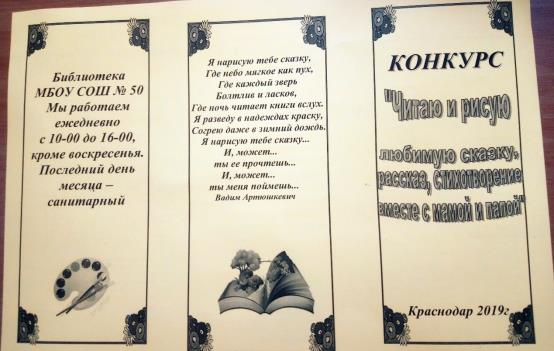 Библиотека
МБОУ СОШ № 50
Мы работаем
ежедневно
с 10-00 до 16-00,
кроме воскресенья.
Последний день
месяца –
санитарный
Я нарисую тебе сказку,
Где небо мягкое как пух,
Где каждый зверь
Болтлив и ласков,
Где ночь читает книги вслух.
Я разведу в надеждах краску,
Согрею даже в зимний дождь.
Я нарисую тебе сказку...
И, может...
ты ее прочтешь...
И, может...
ты меня поймешь...
Вадим Артюшкевич
КОНКУРС
"Читаю и рисую
любимую сказку,
рассказ, стихотворение
вместе с мамой и папой"
Краснодар 2019г